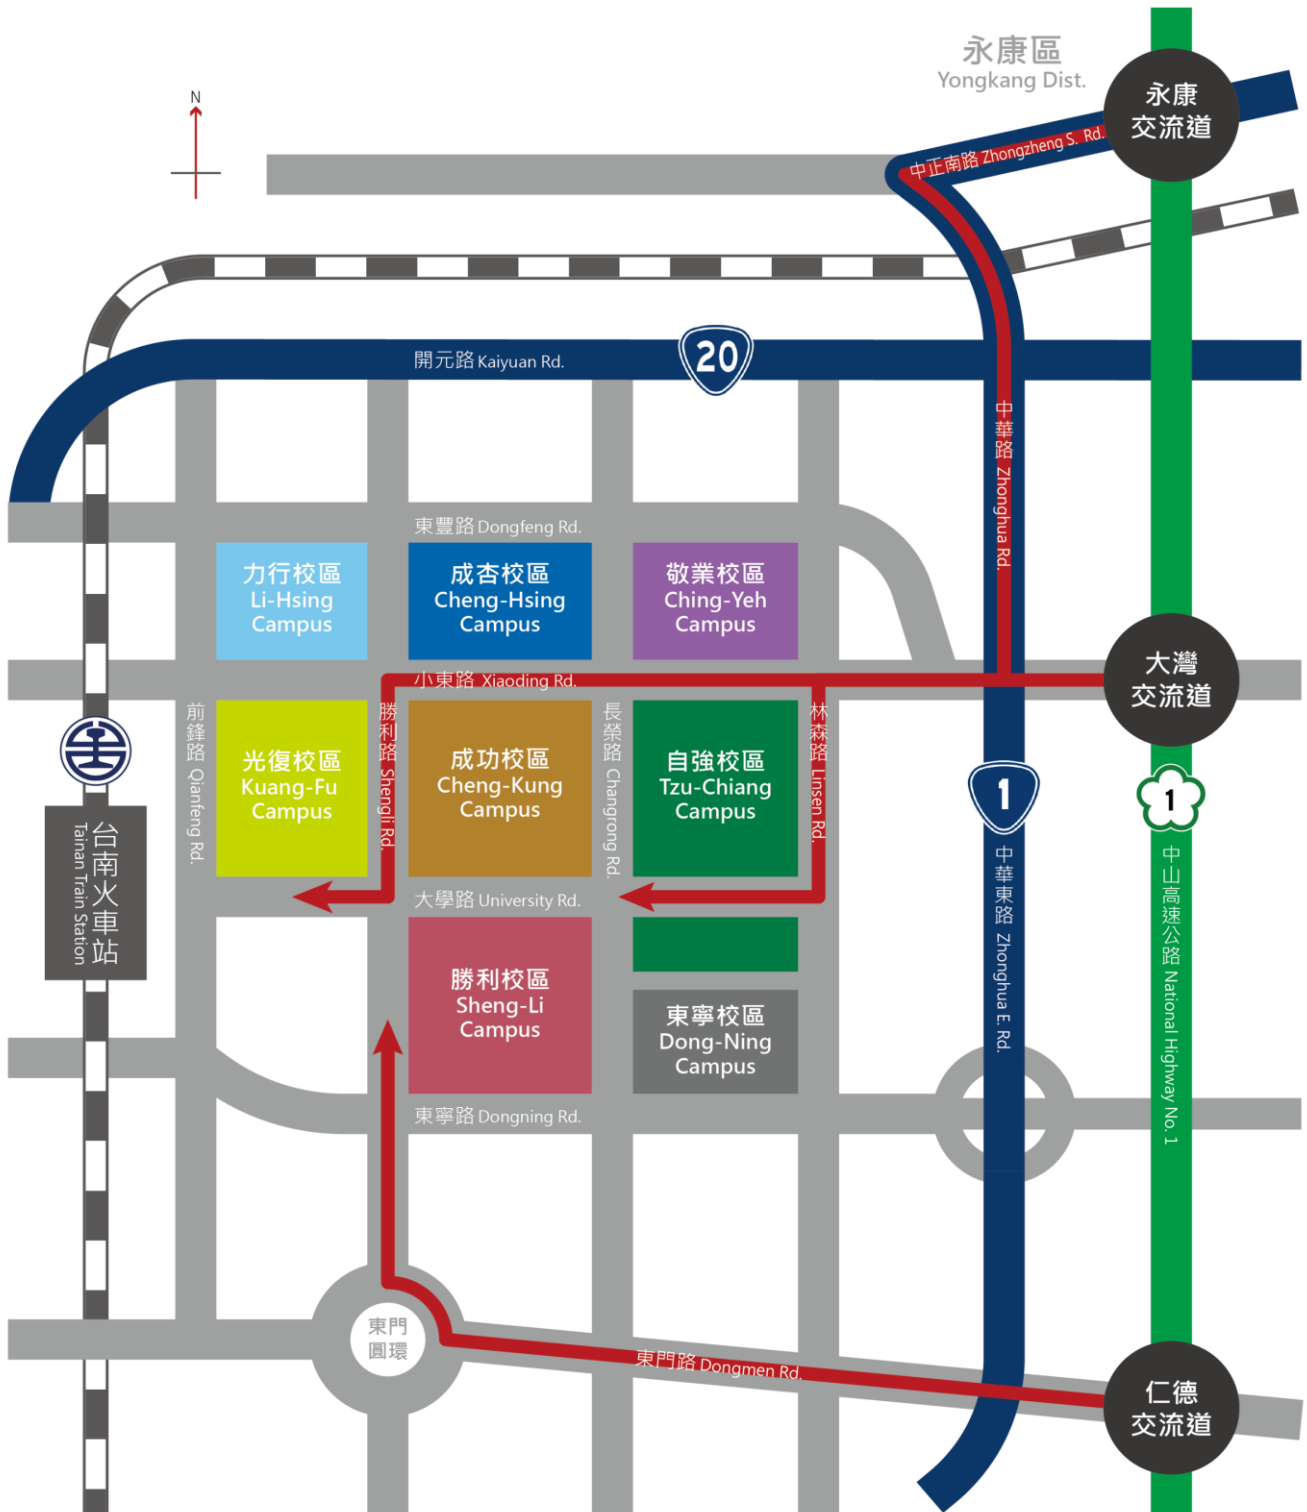 永康區
Yongkang Dist.
永康
交流道
N
中正南路 Zhongzheng S. Rd.
開元路 Kaiyuan Rd.
20
中華路 Zhonghua Rd.
東豐路 Dongfeng Rd.
力行校區
Li-Hsing
Campus
成杏校區
Cheng-Hsing
Campus
敬業校區
Ching-Yeh
Campus
小東路 Xiaoding Rd.
大灣
交流道
前鋒路 Qianfeng Rd.
勝利路 Shengli Rd.
長榮路 Changrong Rd.
林森路 Linsen Rd.
光復校區
Kuang-Fu
Campus
成功校區
Cheng-Kung
Campus
自強校區
Tzu-Chiang
Campus
1
1
台南火車站
Tainan Train Station
大學路 University Rd.
中華東路 Zhonghua E. Rd.
中山高速公路 National Highway No. 1
勝利校區
Sheng-Li
Campus
東寧校區
Dong-Ning
Campus
東寧路 Dongning Rd.
東門
圓環
東門路 Dongmen Rd.
仁德
交流道